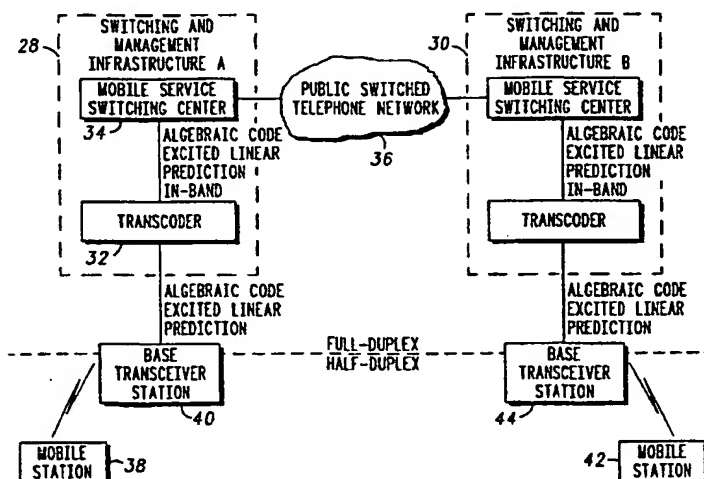 28
SWITCHING AND
MANAGEMENT
INFRASTRUCTURE A
MOBILE SERVICE
SWITCHING CENTER
34
ALGEBRAIC CODE
EXCITED LINEAR
PREDICTION
IN-BAND
TRANSCODER
32
ALGEBRAIC CODE
EXCITED LINEAR
PREDICTION
BASE
TRANSCEIVER
STATION
40
MOBILE
STATION
38
PUBLIC SWITCHED
TELEPHONE NETWORK
36
FULL-DUPLEX
HALF-DUPLEX
30
SWITCHING AND
MANAGEMENT
INFRASTRUCTURE B
MOBILE SERVICE
SWITCHING CENTER
ALGEBRAIC CODE
EXCITED LINEAR
PREDICTION
IN-BAND
TRANSCODER
ALGEBRAIC CODE
EXCITED LINEAR
PREDICTION
BASE
TRANSCEIVER
STATION
44
42
MOBILE
STATION